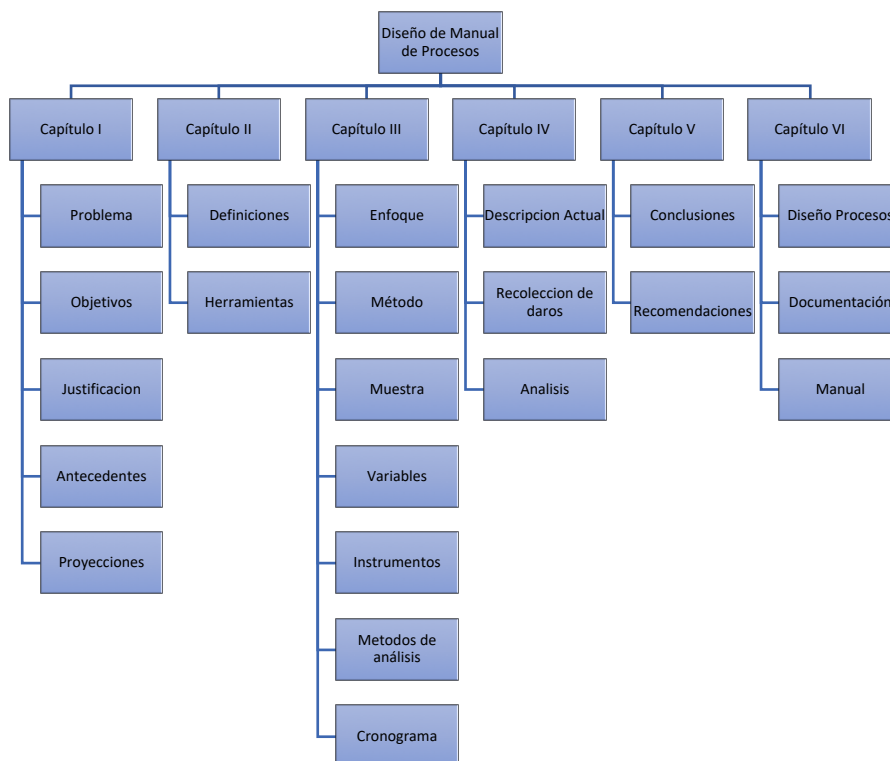 Diseño de Manual
de Procesos
Capítulo I
Capítulo II
Capítulo III
Capítulo IV
Capítulo V
Capítulo VI
Problema
Definiciones
Enfoque
Descripcion Actual
Conclusiones
Diseño Procesos
Objetivos
Herramientas
Método
Recoleccion de
daros
Recomendaciones
Documentación
Justificacion
Muestra
Analisis
Manual
Antecedentes
Variables
Proyecciones
Instrumentos
Metodos de
análisis
Cronograma